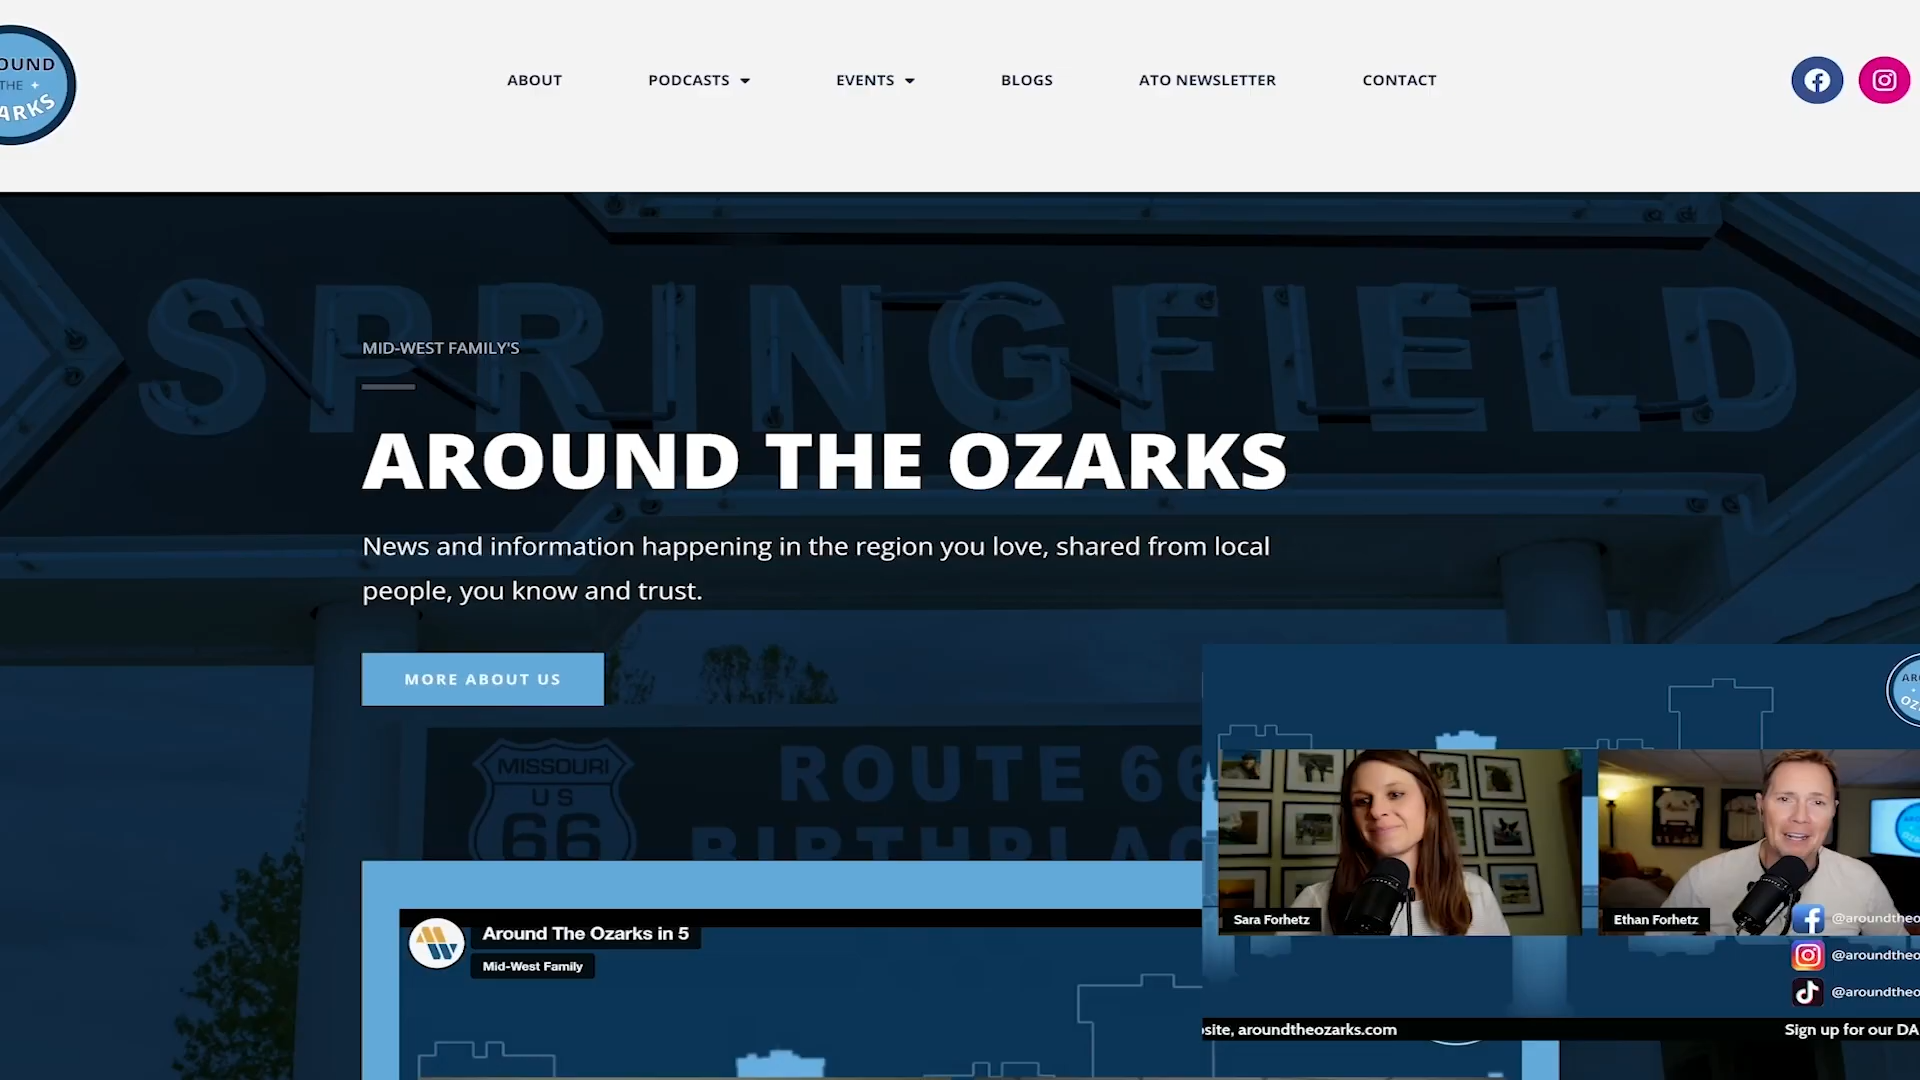 OUND
THE
ARKS
ABOUT
PODCASTS
EVENTS
BLOGS
ATO NEWSLETTER
CONTACT
SPRINGFIELD
MID-WEST FAMILY'S
AROUND THE OZARKS
News and information happening in the region you love, shared from local
people, you know and trust.
MORE ABOUT US
MISSOURI
US
66
ROUTE 66
BIRTHPLAC
Around The Ozarks in 5
Mid-West Family
ARO
OZ
Sara Forhetz
Ethan Forhetz
@aroundtheo
@aroundtheo
@aroundtheo
site, aroundtheozarks.com
Sign up for our DA